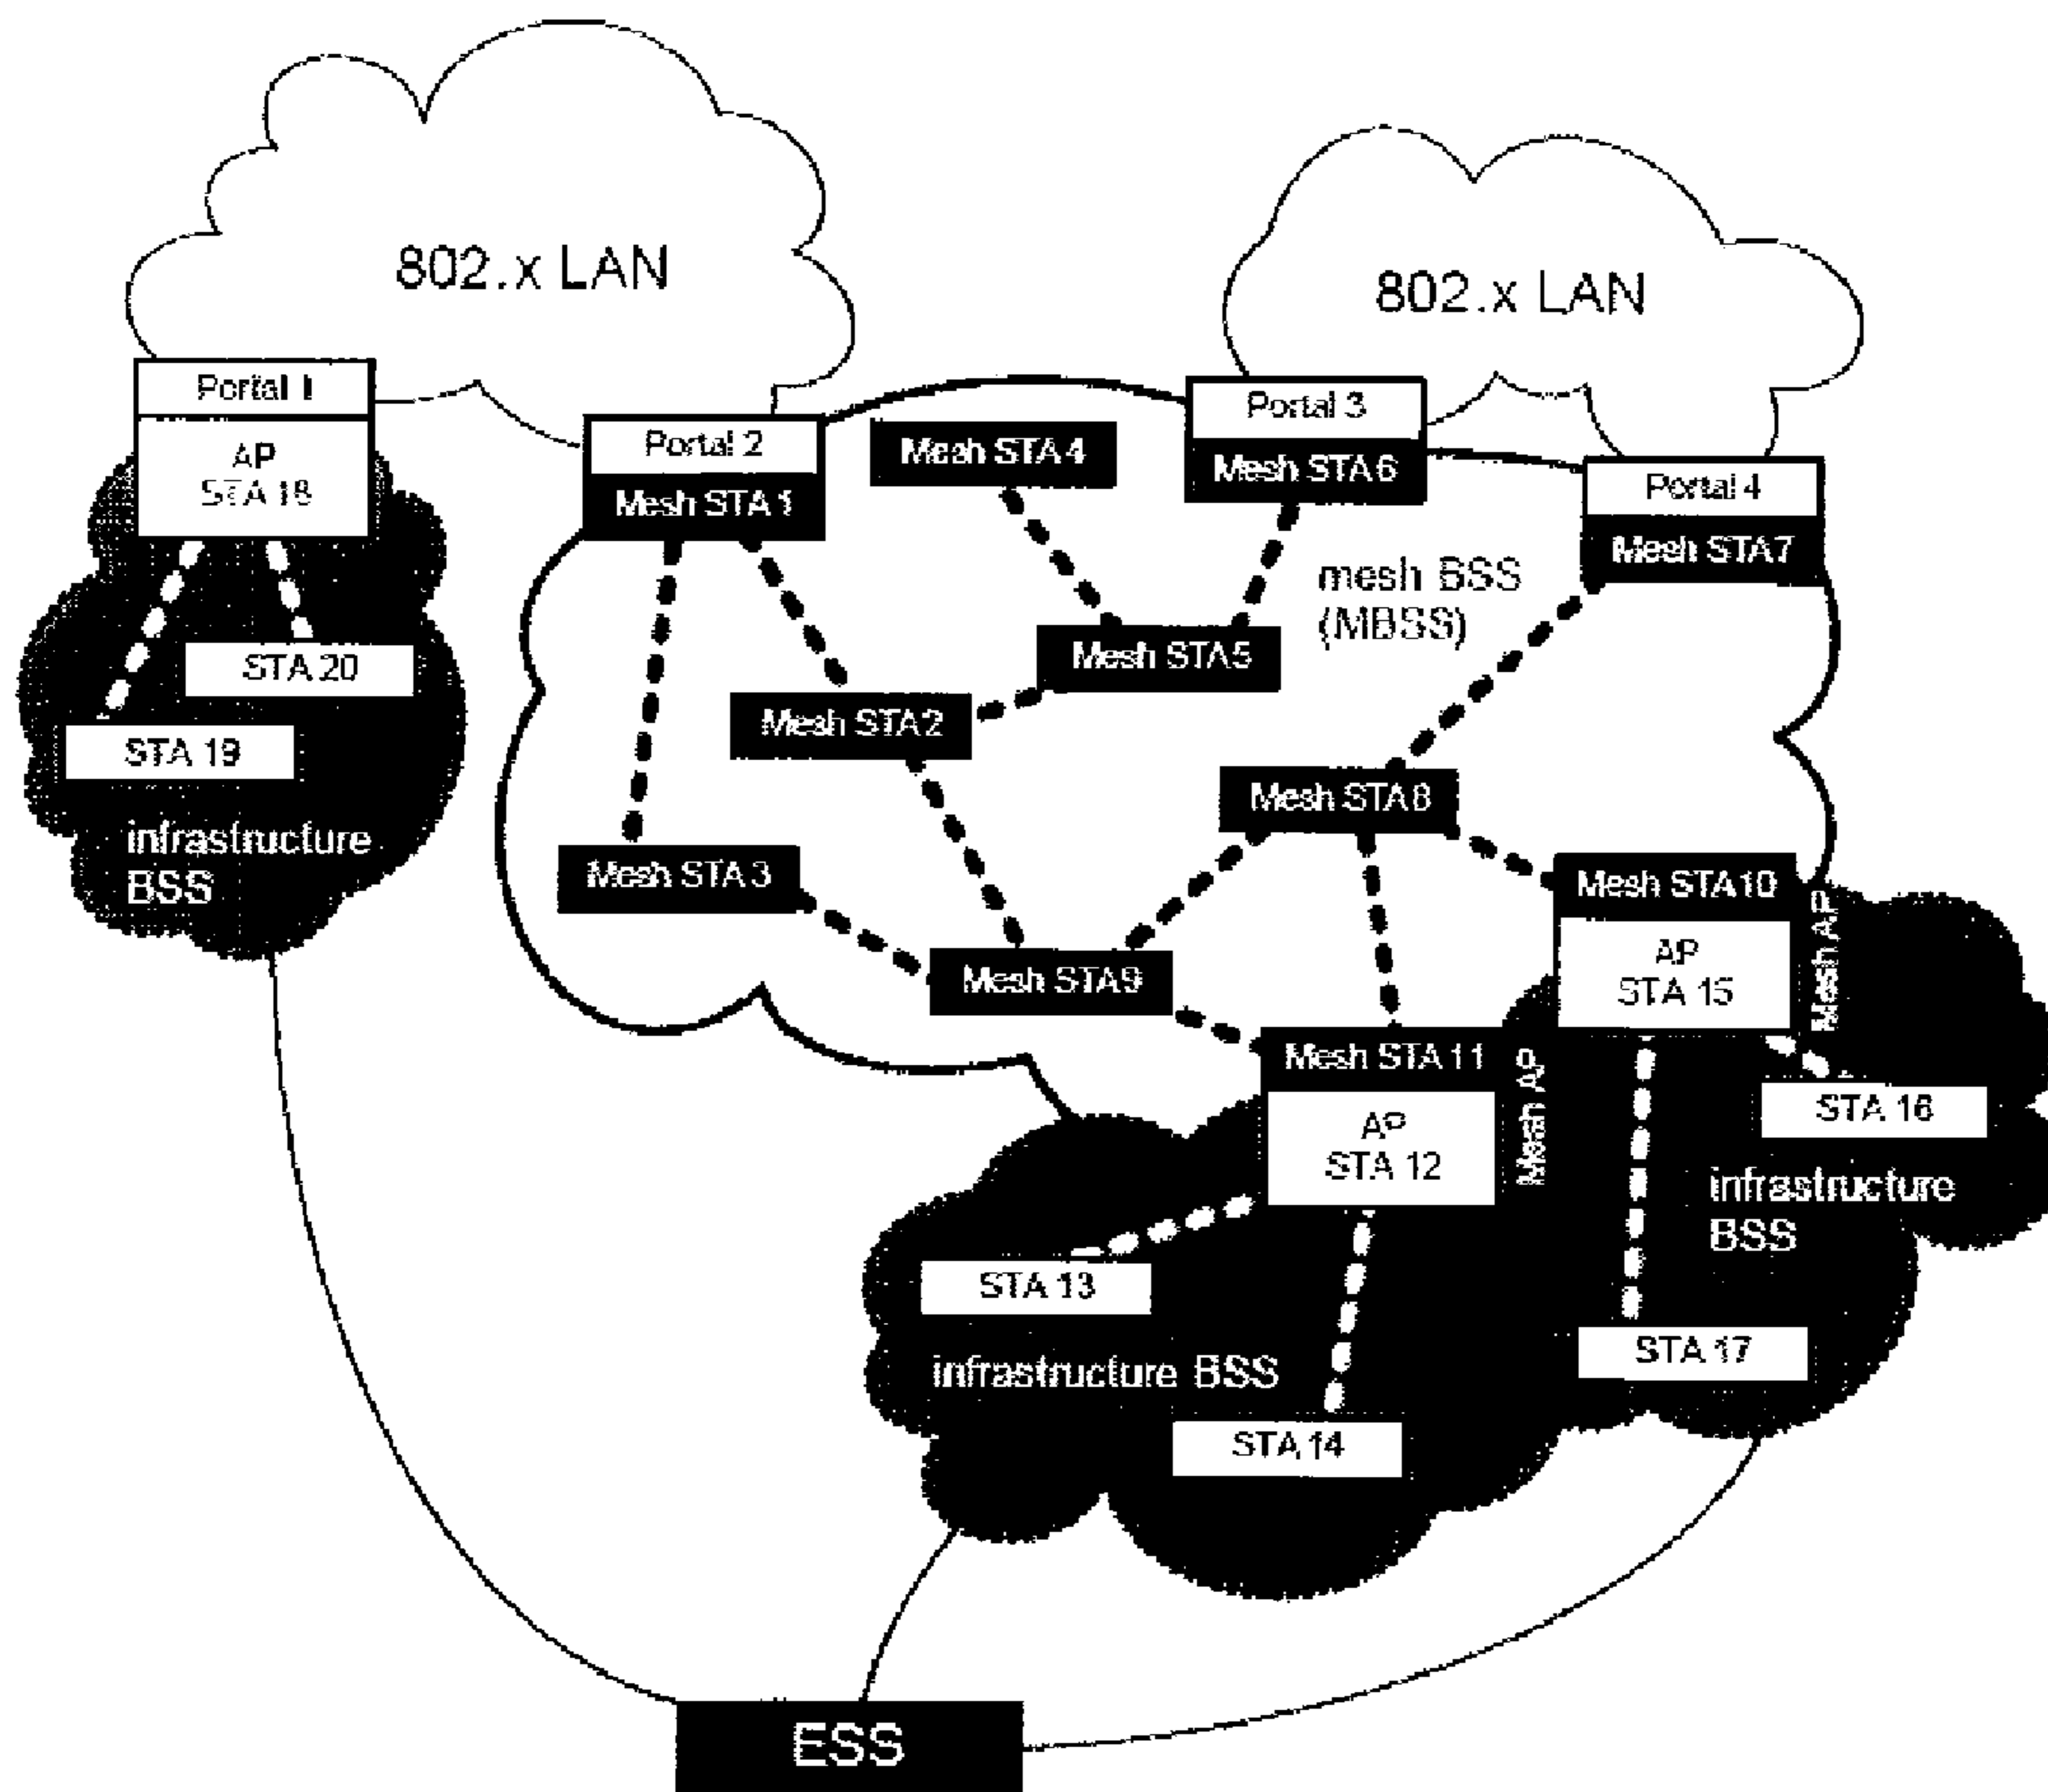 802.x LAN
802.x LAN
Portal 1
AP
STA 18
Portal 2
Mesh STA 1
Mesh STA 4
Portal 3
Mesh STA 6
Portal 4
Mesh STA 7
mesh BSS
(MBSS)
STA 20
Mesh STA 5
STA 19
Mesh STA 2
infrastructure
BSS
Mesh STA 8
Mesh STA 3
Mesh STA 10
AP
STA 15
Mesh AP
Mesh STA 9
Mesh STA 11
AP
STA 12
Mesh AP
STA 16
infrastructure
BSS
STA 13
infrastructure BSS
STA 17
STA 14
ESS